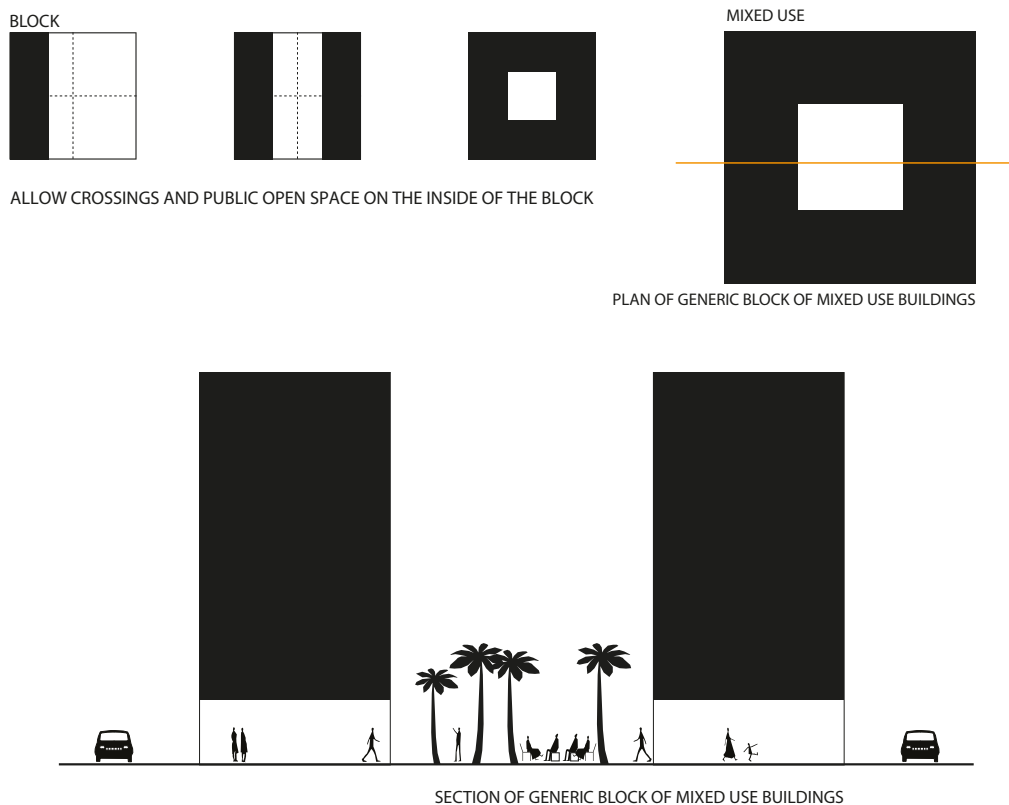 BLOCK
MIXED USE
ALLOW CROSSINGS AND PUBLIC OPEN SPACE ON THE INSIDE OF THE BLOCK
PLAN OF GENERIC BLOCK OF MIXED USE BUILDINGS
SECTION OF GENERIC BLOCK OF MIXED USE BUILDINGS